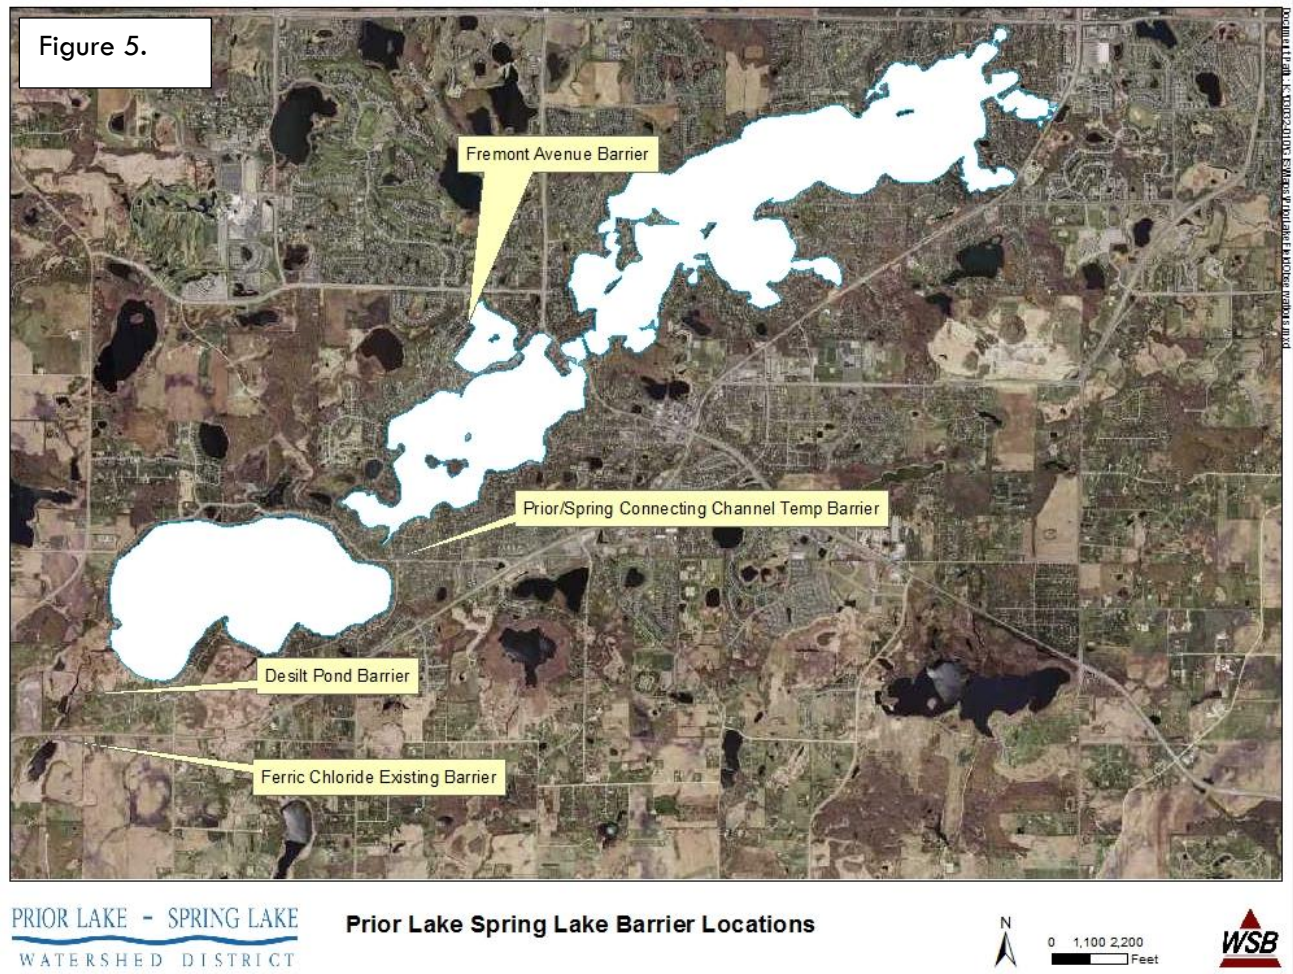 Figure 5.
Fremont Avenue Barrier
Prior/Spring Connecting Channel Temp Barrier
Desilt Pond Barrier
Ferric Chloride Existing Barrier
PRIOR LAKE - SPRING LAKE
WATERSHED DISTRICT
Prior Lake Spring Lake Barrier Locations
N
0 1,100 2,200
Feet
WSB